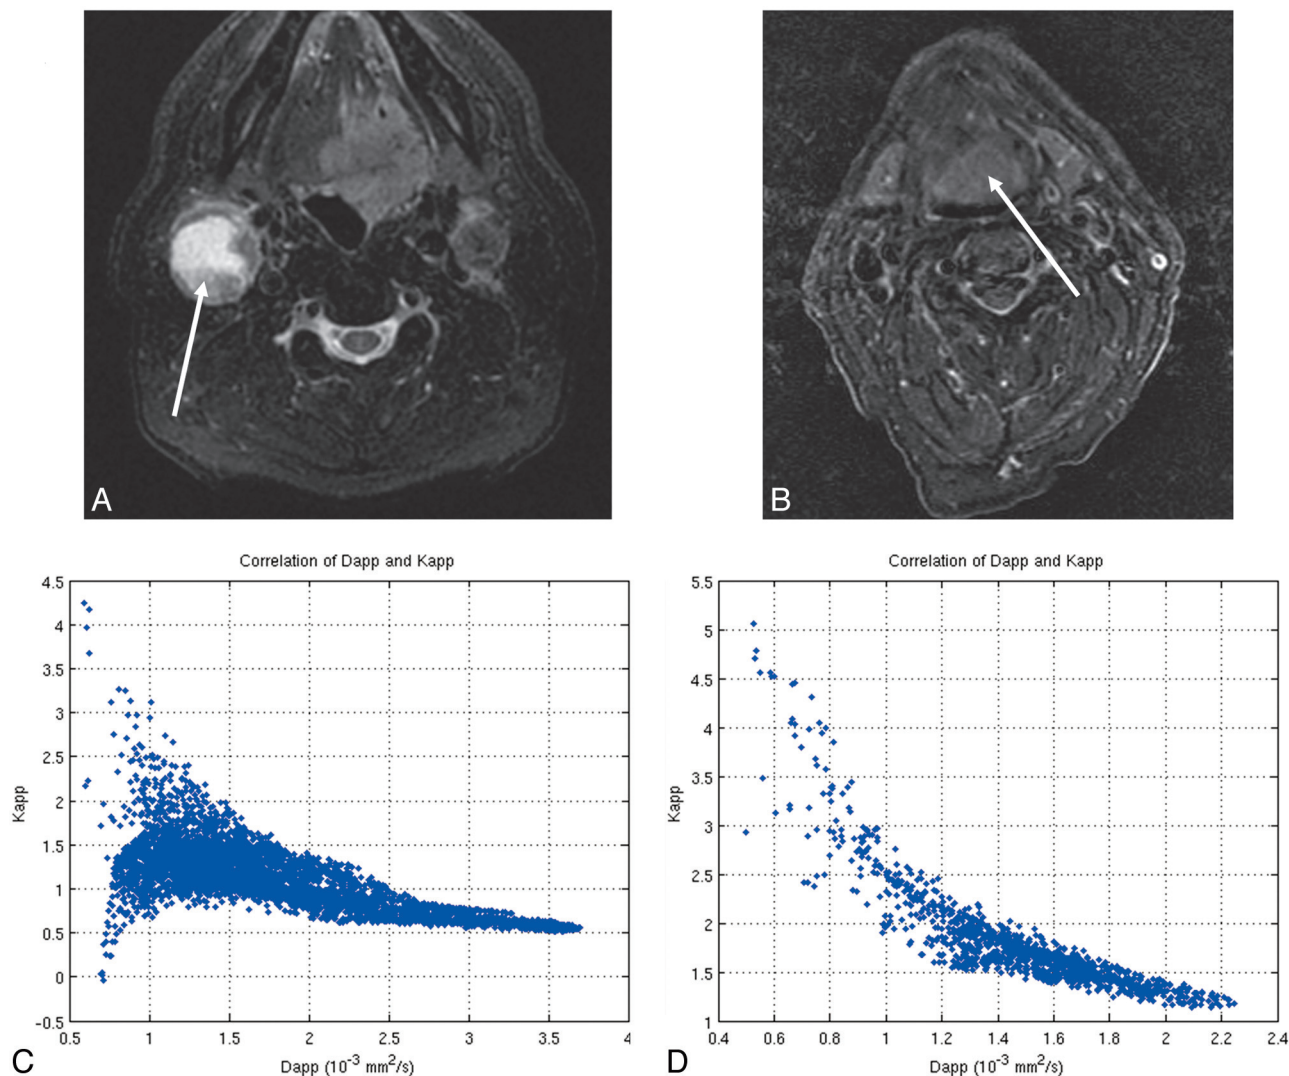 A
B
Correlation of Dapp and Kapp
4.5
4
3.5
3
2.5
2
1.5
1
0.5
0
-0.5
Kapp
0.5 1 1.5 2 2.5 3 3.5 4
Dapp (10⁻³ mm²/s)
C
Correlation of Dapp and Kapp
5.5
5
4.5
4
3.5
3
2.5
2
1.5
1
Kapp
0.4 0.6 0.8 1 1.2 1.4 1.6 1.8 2 2.2 2.4
Dapp (10⁻³ mm²/s)
D